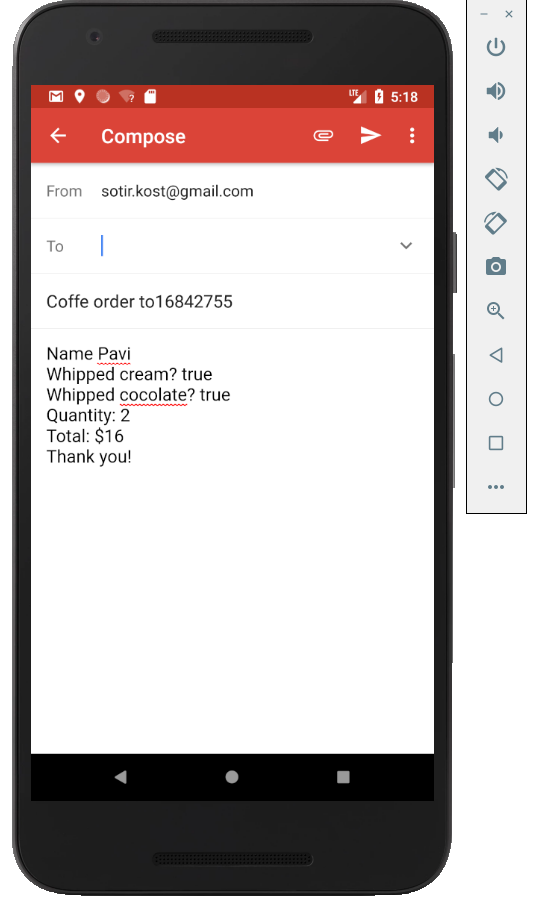 LTE 5:18
Compose
From sotir.kost@gmail.com
To
Coffe order to16842755
Name Pavi
Whipped cream? true
Whipped cocolate? true
Quantity: 2
Total: $16
Thank you!